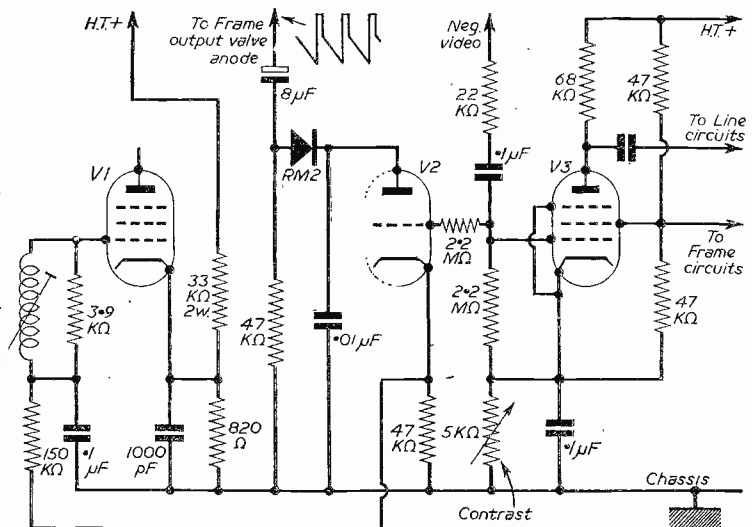 H.T.+
To Frame
output valve
anode
8µF
Neg.
video
22
KΩ
68
KΩ
47
KΩ
H.T.+
To Line
circuits
V1
RM2
V2
•1µF
V3
2•2
MΩ
To
Frame
circuits
3•9
KΩ
33
KΩ
2w.
47
KΩ
•01µF
2•2
MΩ
47
KΩ
150
KΩ
•1
µF
1000
pF
820
Ω
47
KΩ
5KΩ
•1µF
Contrast
Chassis